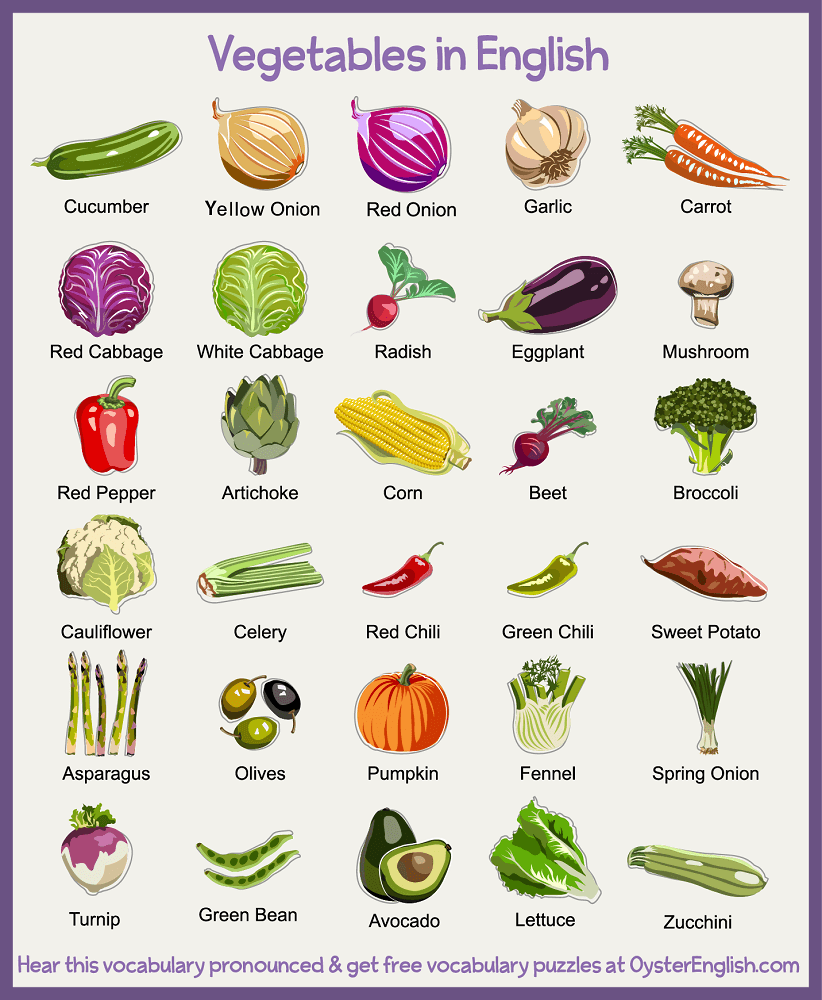 Vegetables in English
Cucumber
Yellow Onion
Red Onion
Garlic
Carrot
Red Cabbage
White Cabbage
Radish
Eggplant
Mushroom
Red Pepper
Artichoke
Corn
Beet
Broccoli
Cauliflower
Celery
Red Chili
Green Chili
Sweet Potato
Asparagus
Olives
Pumpkin
Fennel
Spring Onion
Turnip
Green Bean
Avocado
Lettuce
Zucchini
Hear this vocabulary pronounced & get free vocabulary puzzles at OysterEnglish.com